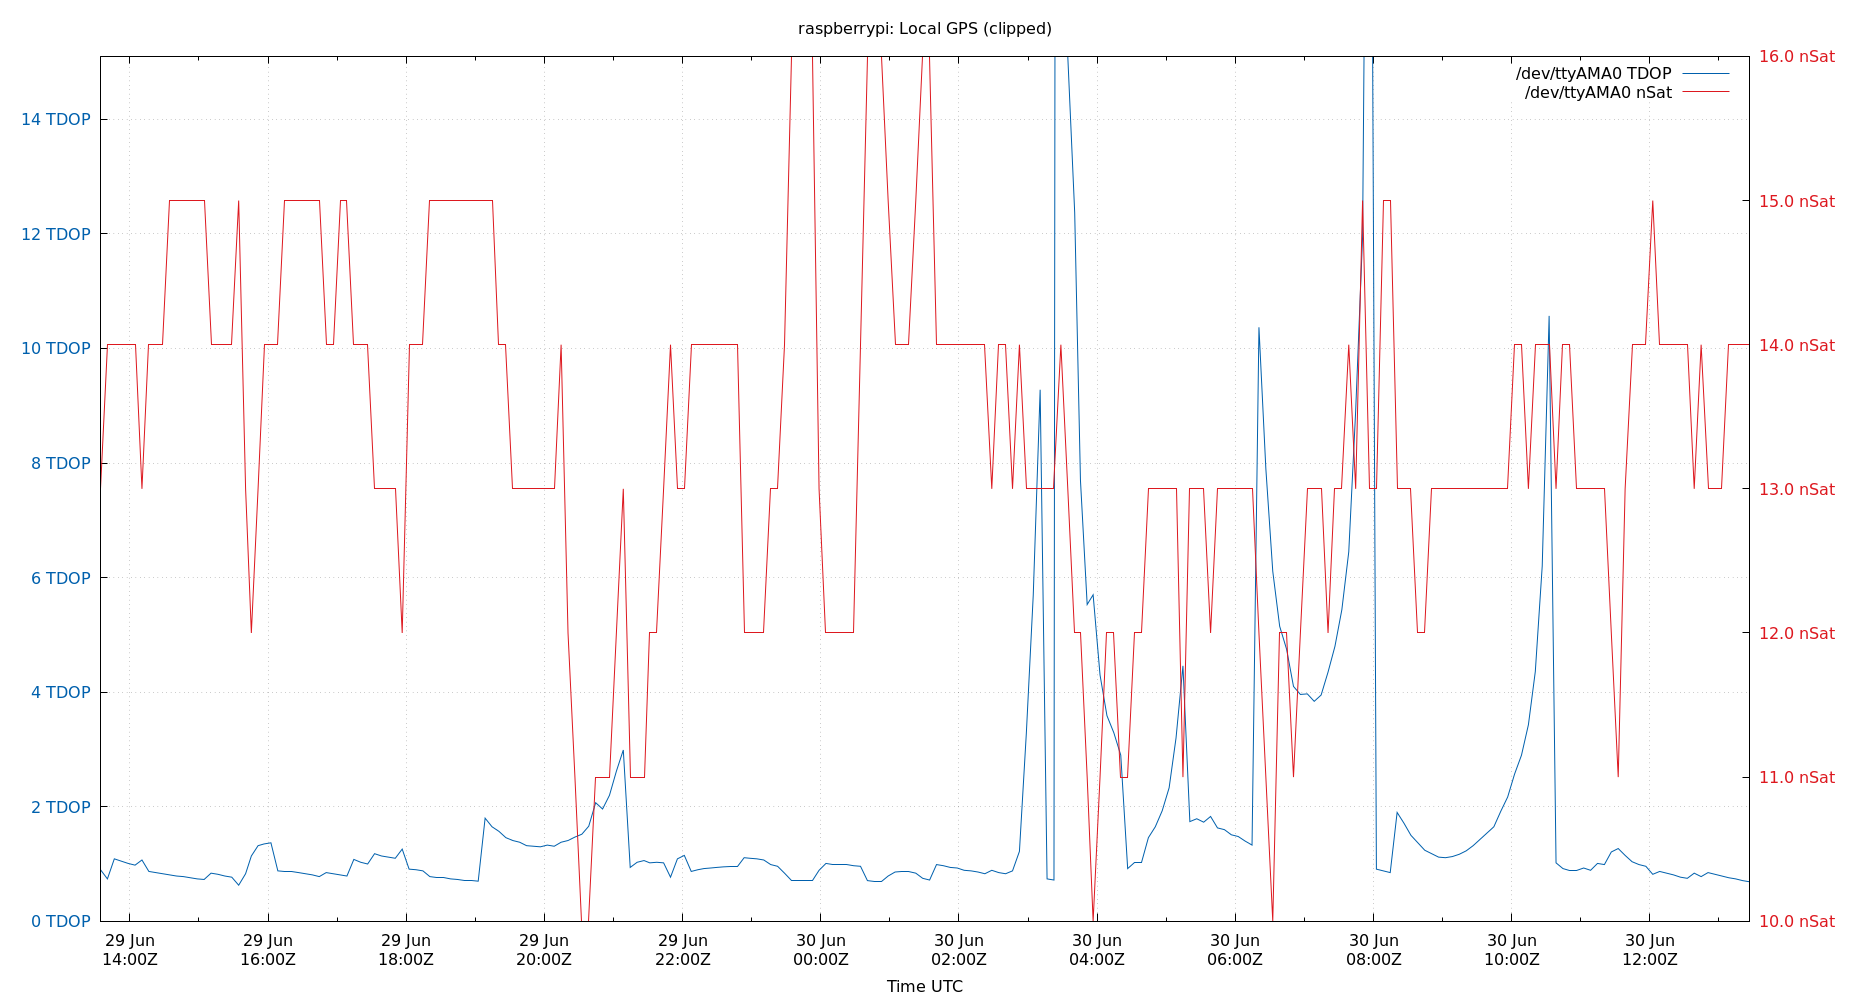 raspberrypi: Local GPS (clipped)
16.0 nSat
/dev/ttyAMA0 TDOP
/dev/ttyAMA0 nSat
14 TDOP
15.0 nSat
12 TDOP
10 TDOP
14.0 nSat
8 TDOP
13.0 nSat
6 TDOP
12.0 nSat
4 TDOP
11.0 nSat
2 TDOP
0 TDOP
10.0 nSat
29 Jun
14:00Z
29 Jun
16:00Z
29 Jun
18:00Z
29 Jun
20:00Z
29 Jun
22:00Z
30 Jun
00:00Z
30 Jun
02:00Z
30 Jun
04:00Z
30 Jun
06:00Z
30 Jun
08:00Z
30 Jun
10:00Z
30 Jun
12:00Z
Time UTC